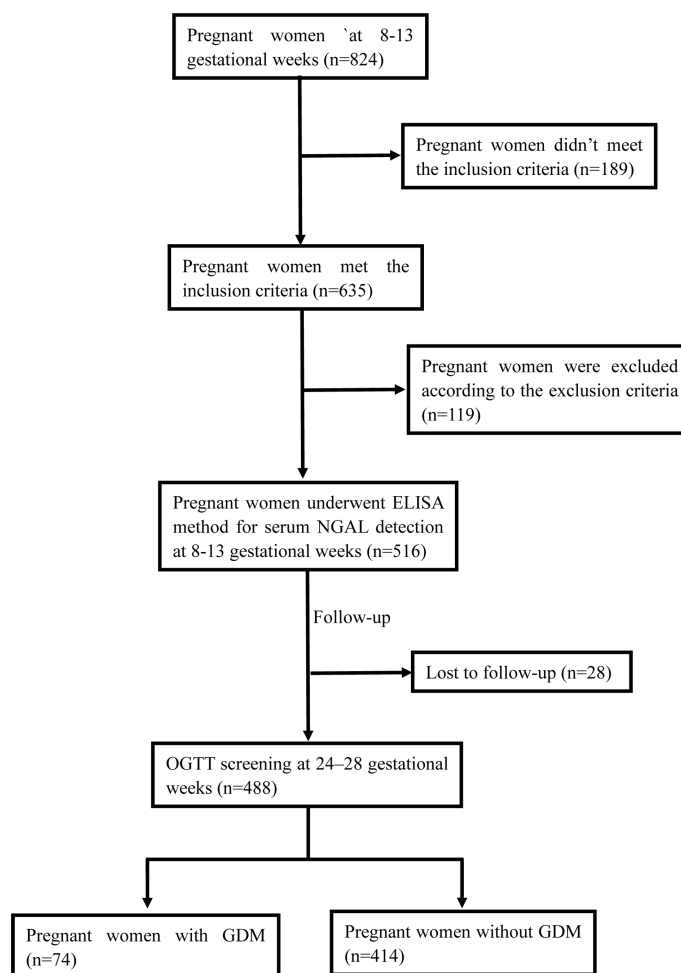 Pregnant women `at 8-13
gestational weeks (n=824)
Pregnant women didn’t meet
the inclusion criteria (n=189)
Pregnant women met the
inclusion criteria (n=635)
Pregnant women were excluded
according to the exclusion criteria
(n=119)
Pregnant women underwent ELISA
method for serum NGAL detection
at 8-13 gestational weeks (n=516)
Follow-up
Lost to follow-up (n=28)
OGTT screening at 24–28 gestational
weeks (n=488)
Pregnant women with GDM
(n=74)
Pregnant women without GDM
(n=414)